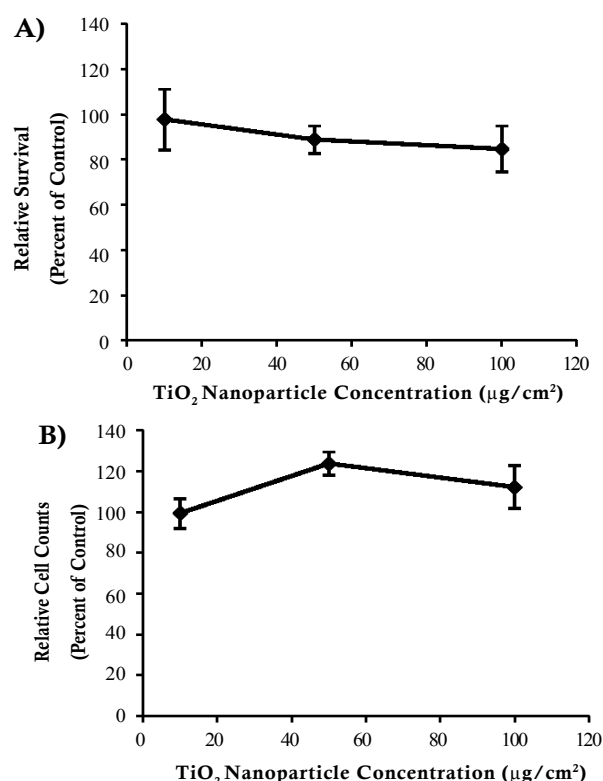 A)
140
120
100
80
60
40
20
0
Relative Survival
(Percent of Control)
0 20 40 60 80 100 120
TiO₂ Nanoparticle Concentration (μg/cm²)
B)
140
120
100
80
60
40
20
0
Relative Cell Counts
(Percent of Control)
0 20 40 60 80 100 120
TiO₂ Nanoparticle Concentration (μg/cm²)